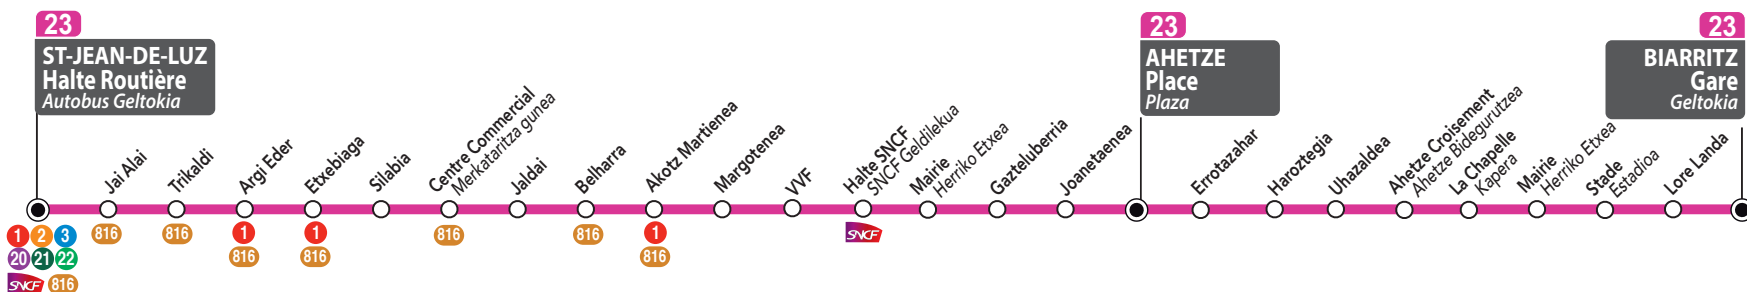 23
ST-JEAN-DE-LUZ
Halte Routière
Autobus Geltokia
Jai Alai
Trikaldi
Argi Eder
Etxebiaga
Silabia
Centre Commercial
Merkataritza gunea
Jaldai
Belharra
Akotz Martienea
Margotenea
VVF
Halte SNCF
SNCF Geldilekua
Mairie
Herriko Etxea
Gazteluberria
Joanetaenea
23
AHETZE
Place
Plaza
Errotazahar
Haroztegia
Uhazaldea
Ahetze Croisement
Ahetze Bidegurutzea
La Chapelle
Kapera
Mairie
Herriko Etxea
Stade
Estadioa
Lore Landa
23
BIARRITZ
Gare
Geltokia
1 2 3
20 21 22
SNCF 816
816
816
1
816
1
816
816
816
1
816
SNCF